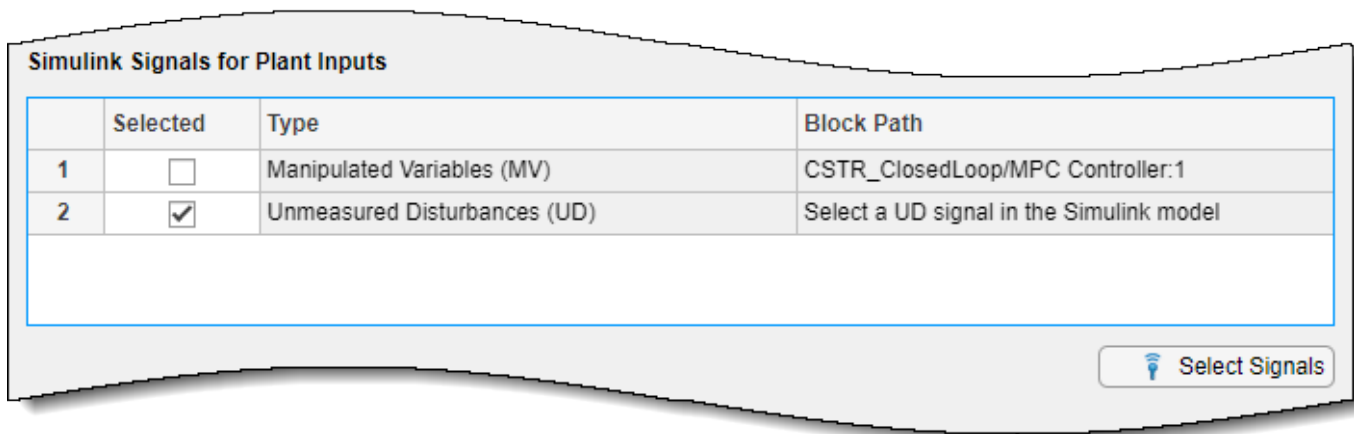 Simulink Signals for Plant Inputs
Selected Type Block Path
1 Manipulated Variables (MV) CSTR_ClosedLoop/MPC Controller:1
2 Unmeasured Disturbances (UD) Select a UD signal in the Simulink model
Select Signals